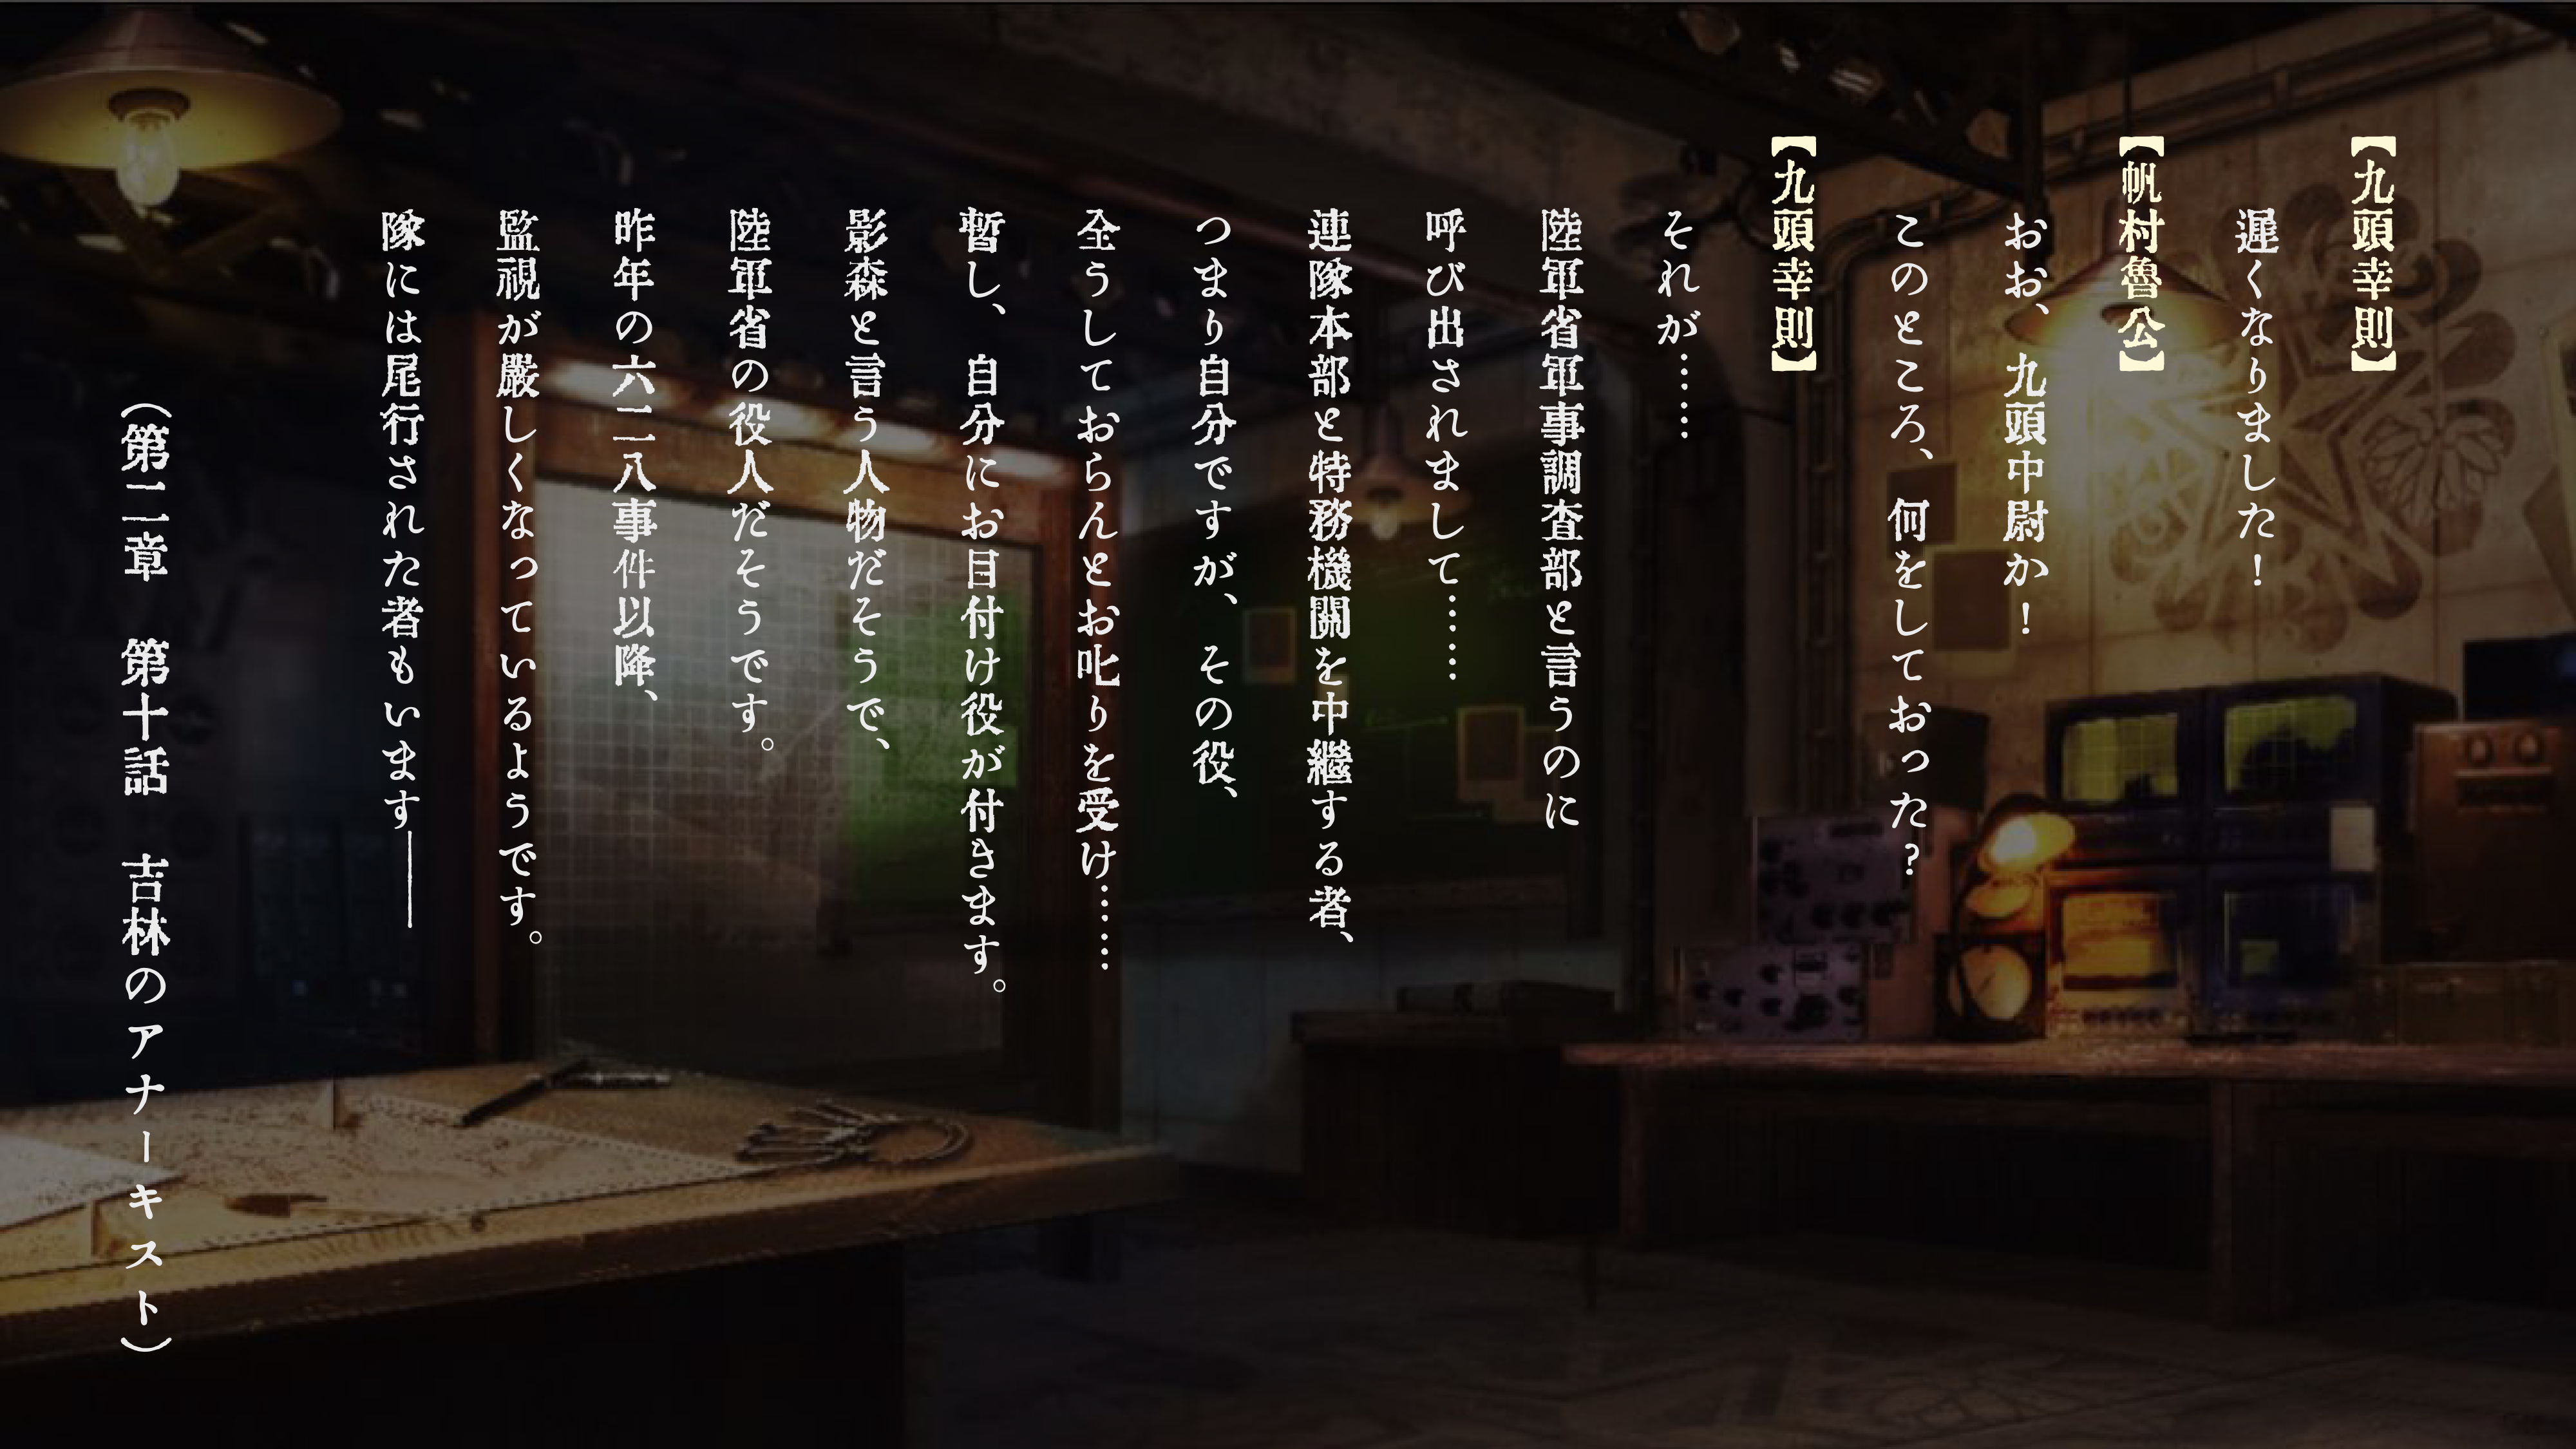 【九頭幸則】
遅くなりました！
【帆村魯公】
おお、九頭中尉か！
このところ、何をしておった？
【九頭幸則】
それが……
陸軍省軍事調査部と言うのに
呼び出されまして……
連隊本部と特務機関を中継する者、
つまり自分ですが、その役、
全うしておらんとお叱りを受け……
暫し、自分にお目付け役が付きます。
影森と言う人物だそうで、
陸軍省の役人だそうです。
昨年の六二八事件以降、
監視が厳しくなっているようです。
隊には尾行された者もいます――
（第二章　第十話　吉林のアナーキスト）